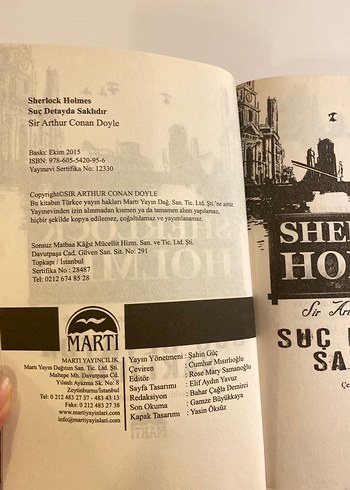 Sherlock Holmes
Suç Detayda Saklıdır
Sir Arthur Conan Doyle
Baskı: Ekim 2015
ISBN: 978-605-5420-95-6
Yayınevi Sertifika No: 12330
Copyright©SIR ARTHUR CONAN DOYLE
Bu kitabın Türkçe yayın hakları Martı Yayın Dağ. San. Tic. Ltd. Şti.'ne aittir.
Yayınevinden izin alınmadan kısmen ya da tamamen alıntı yapılamaz,
hiçbir şekilde kopya edilemez, çoğaltılamaz ve yayımlanamaz.
Sonsuz Matbaa Kâğıt Mücellit Hizm. San. ve Tic. Ltd. Şti.
Davutpaşa Cad. Güven San. Sit. No: 291
Topkapı / İstanbul
Sertifika No : 28487
Tel: 0212 674 85 28
MARTI
MARTI YAYINCILIK
Martı Yayın Dağıtım San. Tic. Ltd. Şti.
Maltepe Mh. Davutpaşa Cd.
Yılanlı Ayazma Sk. No: 8
Zeytinburnu/İstanbul
Tel: 0 212 483 27 37 - 483 43 13
Faks: 0 212 483 27 38
www.martiyayinlari.com
info@martiyayinlari.com
Yayın Yönetmeni : Şahin Güç
Çeviren : Cumhur Mısırlıoğlu
Editör : Rose Mary Samanoğlu
Sayfa Tasarımı : Elif Aydın Yavuz
Redaksiyon : Bahar Çağla Demirci
Son Okuma : Gamze Büyükkaya
Kapak Tasarımı : Yasin Öksüz
SHE
HO
Sir Ar
SUÇ
SA
Çe